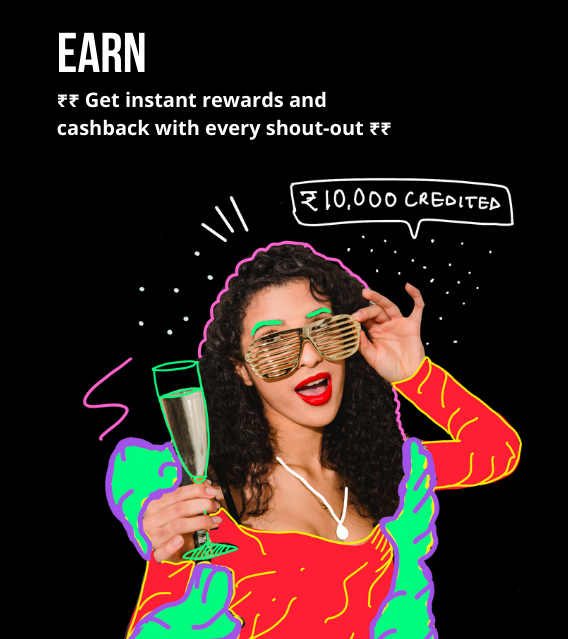 EARN
₹₹ Get instant rewards and
cashback with every shout-out ₹₹
₹10,000 CREDITED